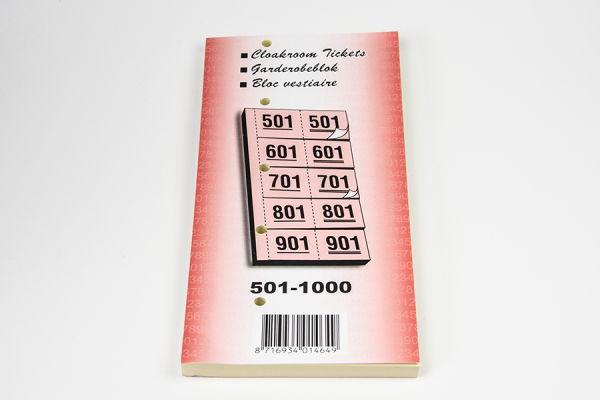 Cloakroom Tickets
Garderobeblok
Bloc vestiaire
501 501
601 601
701 701
801 801
901 901
501-1000
8 716934 014649